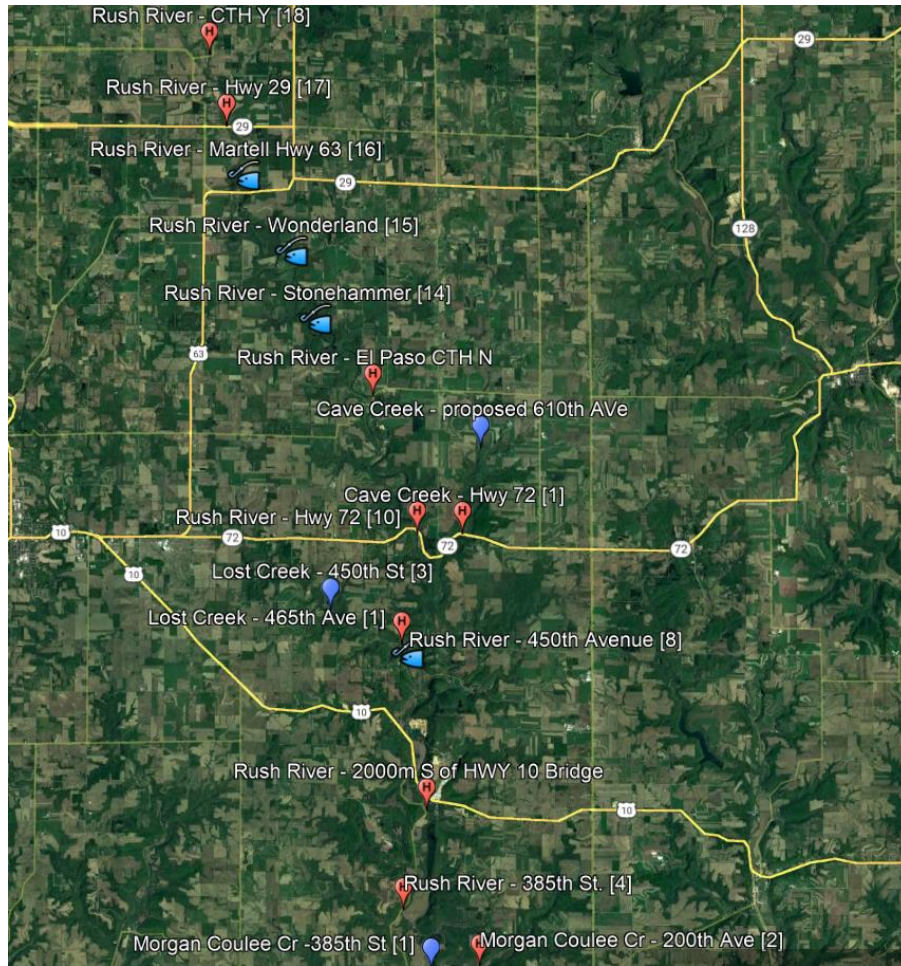 Rush River - CTH Y [18]
29
Rush River - Hwy 29 [17]
29
Rush River - Martell Hwy 63 [16]
29
128
Rush River - Wonderland [15]
Rush River - Stonehammer [14]
63
Rush River - El Paso CTH N
Cave Creek - proposed 610th AVe
Cave Creek - Hwy 72 [1]
Rush River - Hwy 72 [10]
10
72
72
72
10
Lost Creek - 450th St [3]
Lost Creek - 465th Ave [1]
Rush River - 450th Avenue [8]
10
Rush River - 2000m S of HWY 10 Bridge
10
Rush River - 385th St. [4]
Morgan Coulee Cr -385th St [1]
Morgan Coulee Cr - 200th Ave [2]
H
H
H
H
H
H
H
H
H